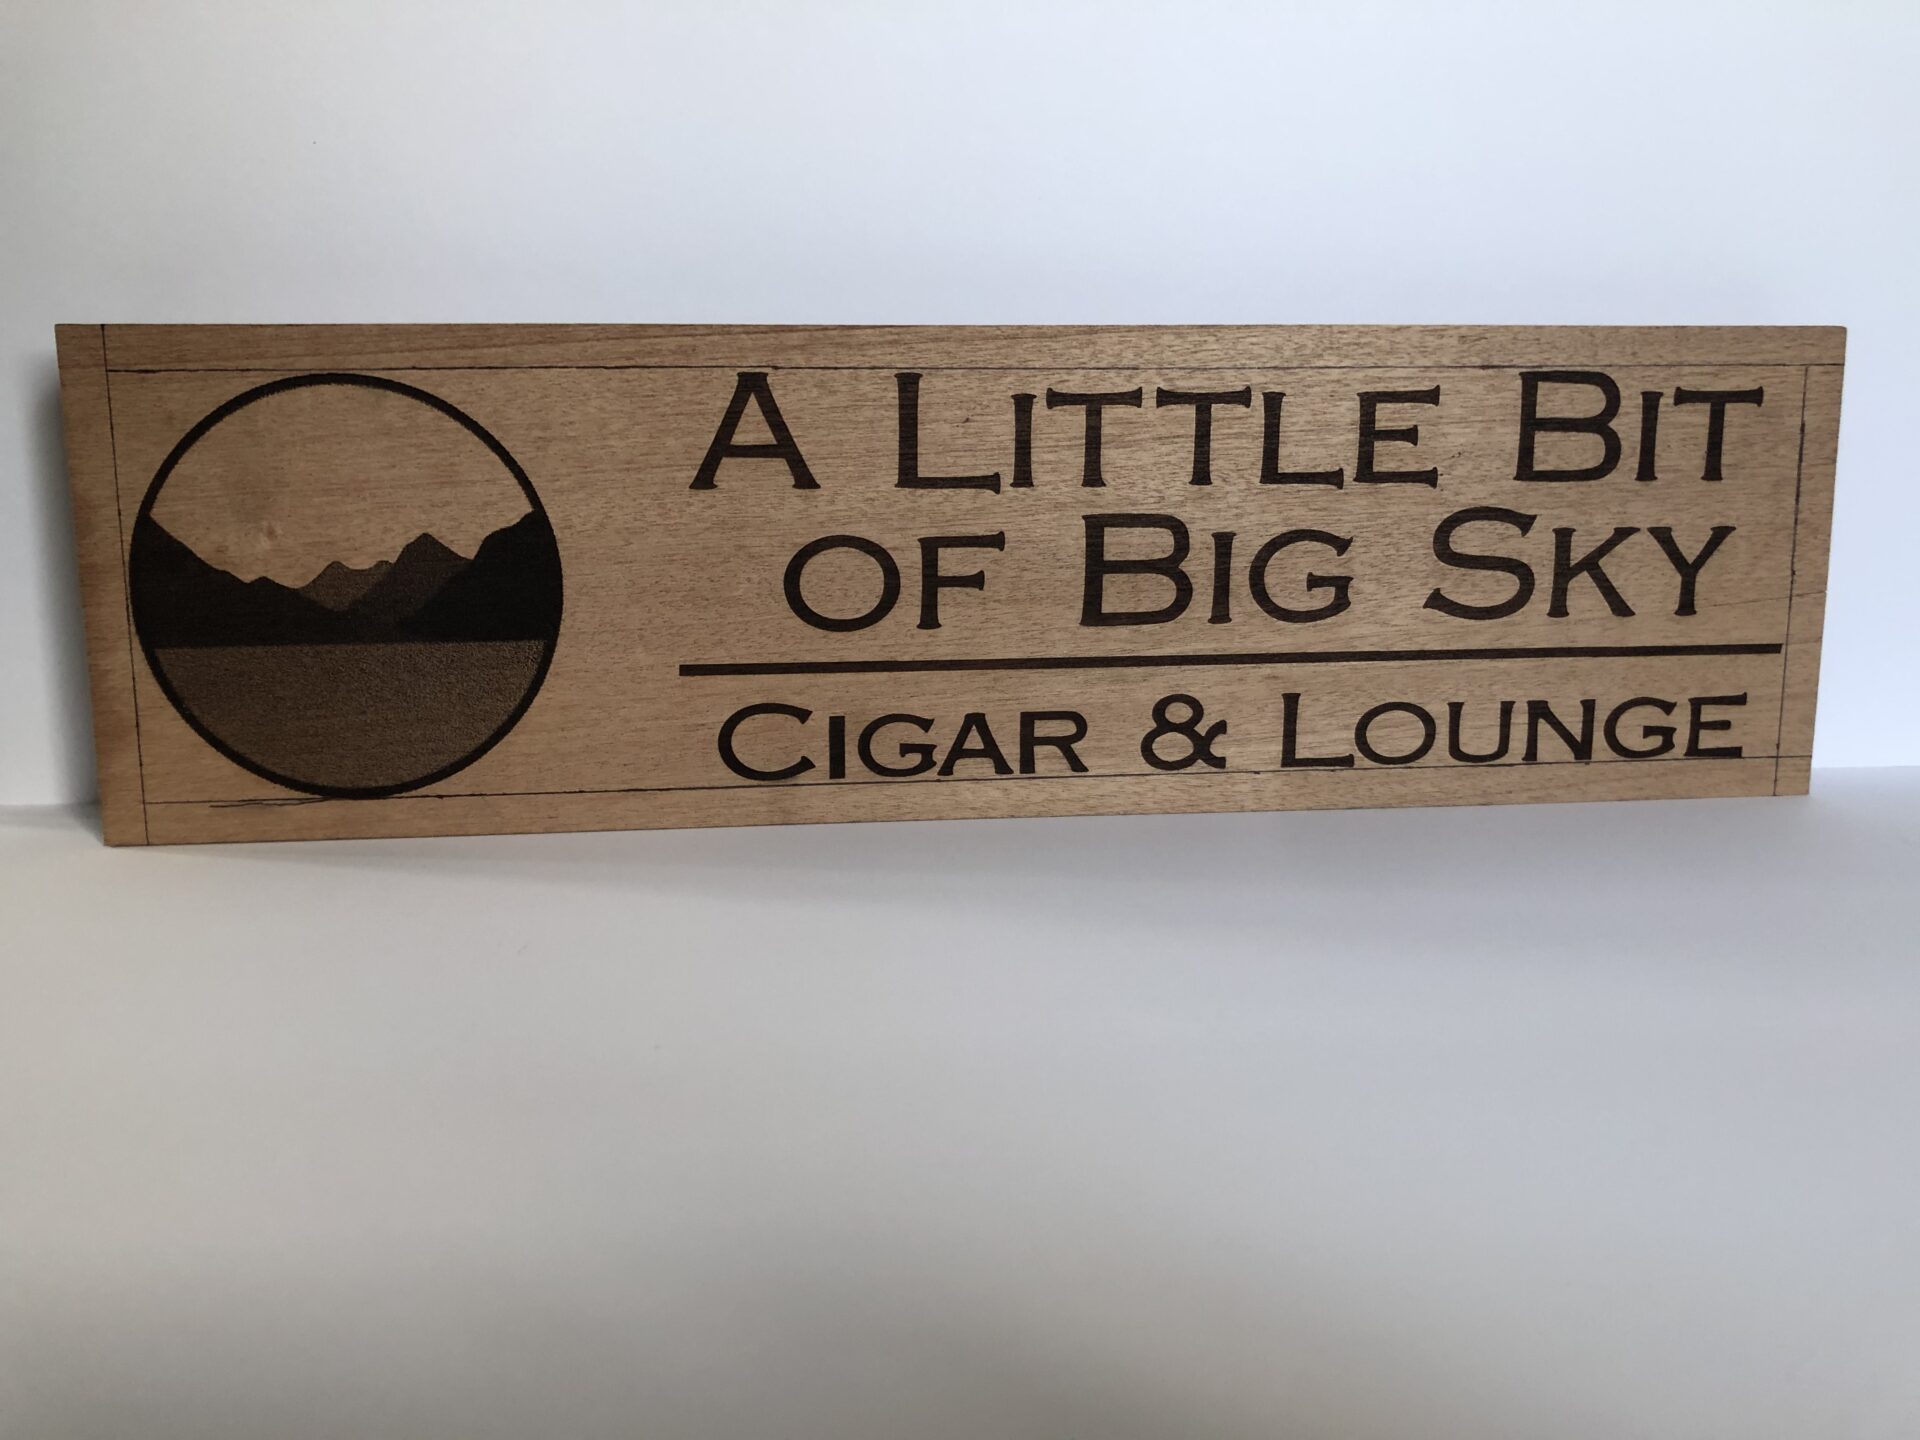 A Little Bit
of Big Sky
Cigar & Lounge